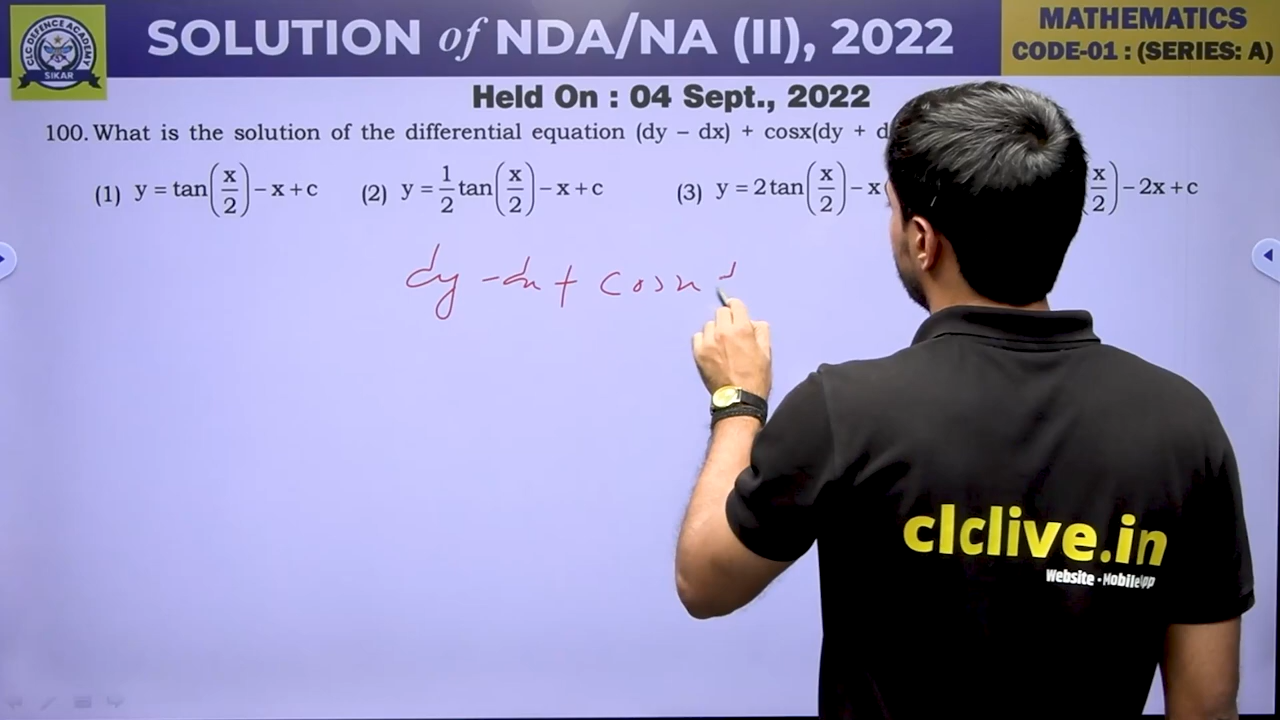 CLC DEFENCE ACADEMY
SIKAR
SOLUTION of NDA/NA (II), 2022
MATHEMATICS
CODE-01 : (SERIES: A)
Held On : 04 Sept., 2022
100. What is the solution of the differential equation (dy – dx) + cosx(dy + d
(1) y = tan(x/2) – x + c (2) y = 1/2 tan(x/2) – x + c (3) y = 2 tan(x/2) – x x/2) – 2x + c
dy - dx + cosx d
clclive.in
Website - MobileApp